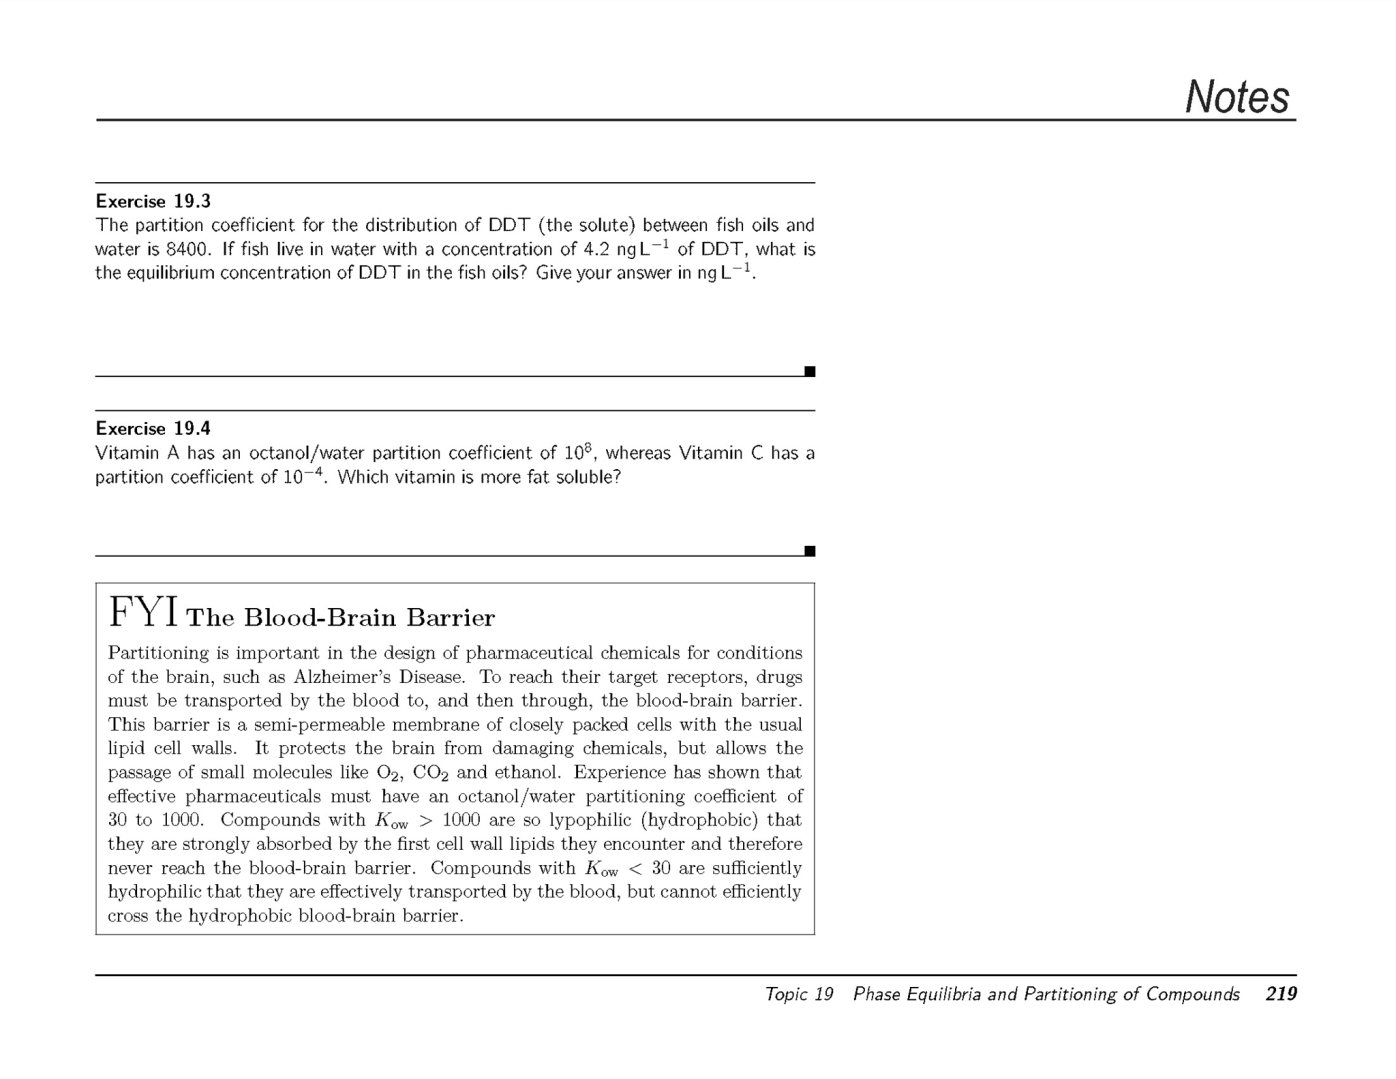 Notes
Exercise 19.3
The partition coefficient for the distribution of DDT (the solute) between fish oils and
water is 8400. If fish live in water with a concentration of 4.2 ng L⁻¹ of DDT, what is
the equilibrium concentration of DDT in the fish oils? Give your answer in ng L⁻¹.
Exercise 19.4
Vitamin A has an octanol/water partition coefficient of 10⁸, whereas Vitamin C has a
partition coefficient of 10⁻⁴. Which vitamin is more fat soluble?
FYI The Blood-Brain Barrier
Partitioning is important in the design of pharmaceutical chemicals for conditions
of the brain, such as Alzheimer's Disease. To reach their target receptors, drugs
must be transported by the blood to, and then through, the blood-brain barrier.
This barrier is a semi-permeable membrane of closely packed cells with the usual
lipid cell walls. It protects the brain from damaging chemicals, but allows the
passage of small molecules like O₂, CO₂ and ethanol. Experience has shown that
effective pharmaceuticals must have an octanol/water partitioning coefficient of
30 to 1000. Compounds with Kow > 1000 are so lypophilic (hydrophobic) that
they are strongly absorbed by the first cell wall lipids they encounter and therefore
never reach the blood-brain barrier. Compounds with Kow < 30 are sufficiently
hydrophilic that they are effectively transported by the blood, but cannot efficiently
cross the hydrophobic blood-brain barrier.
Topic 19 Phase Equilibria and Partitioning of Compounds 219